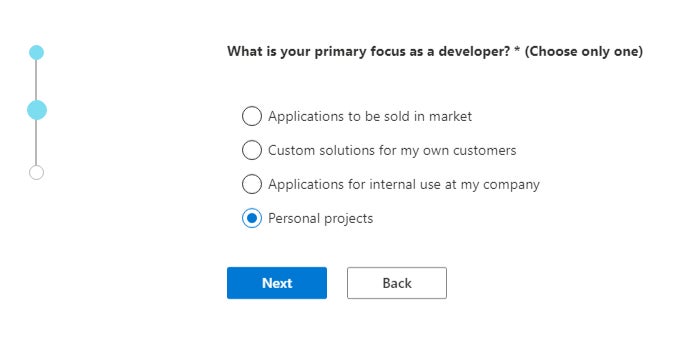 What is your primary focus as a developer? * (Choose only one)
Applications to be sold in market
Custom solutions for my own customers
Applications for internal use at my company
Personal projects
Next Back